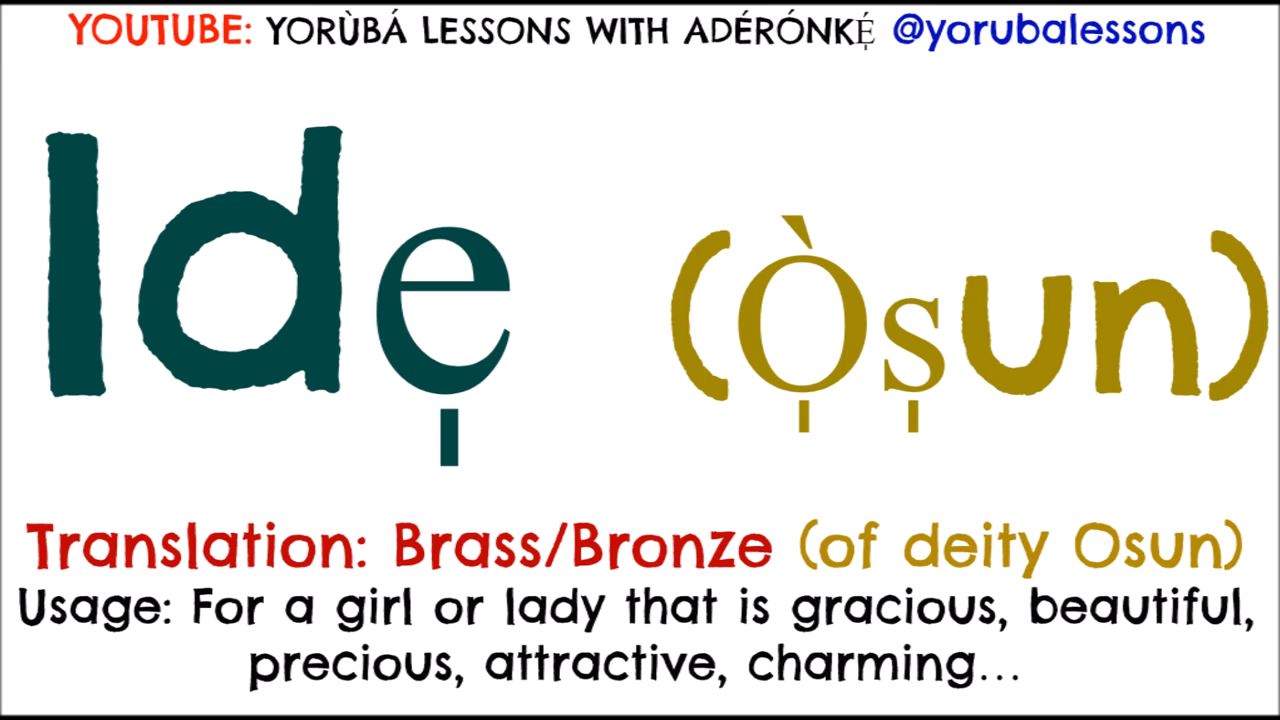 YOUTUBE: YORÙBÁ LESSONS WITH ADÉRÓNKẸ́ @yorubalessons
Idẹ (Ọ̀ṣun)
Translation: Brass/Bronze (of deity Osun)
Usage: For a girl or lady that is gracious, beautiful,
precious, attractive, charming...